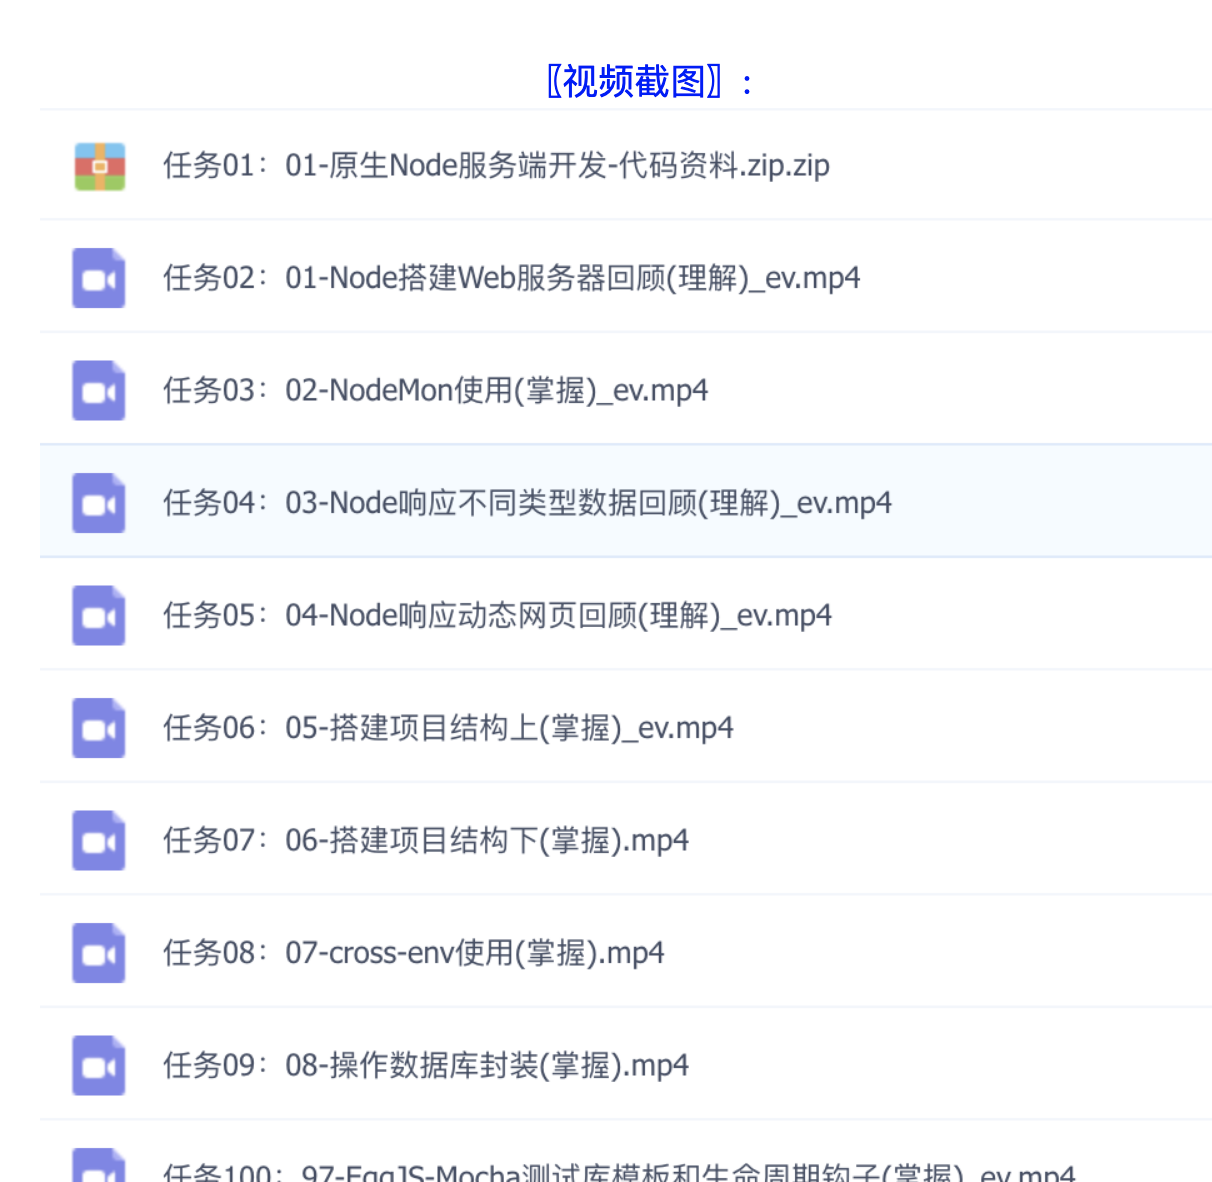 〖视频截图〗:
任务01：01-原生Node服务端开发-代码资料.zip.zip
任务02：01-Node搭建Web服务器回顾(理解)_ev.mp4
任务03：02-NodeMon使用(掌握)_ev.mp4
任务04：03-Node响应不同类型数据回顾(理解)_ev.mp4
任务05：04-Node响应动态网页回顾(理解)_ev.mp4
任务06：05-搭建项目结构上(掌握)_ev.mp4
任务07：06-搭建项目结构下(掌握).mp4
任务08：07-cross-env使用(掌握).mp4
任务09：08-操作数据库封装(掌握).mp4
任务100：97-EggJS-Mocha测试库模板和生命周期钩子(掌握)_ev.mp4